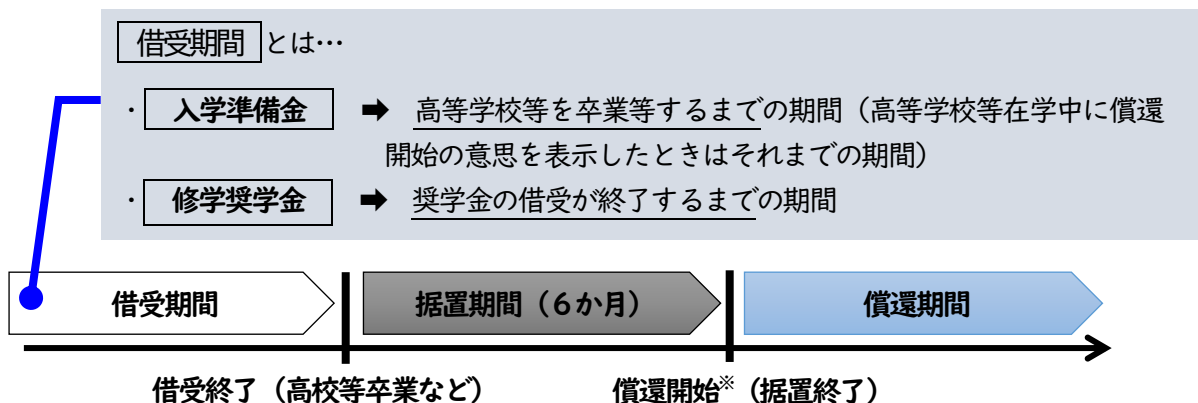 借受期間とは…
・入学準備金 ➡ 高等学校等を卒業等するまでの期間（高等学校等在学中に償還
開始の意思を表示したときはそれまでの期間）
・修学奨学金 ➡ 奨学金の借受が終了するまでの期間
借受期間 据置期間（６か月） 償還期間
借受終了（高校等卒業など） 償還開始※（据置終了）